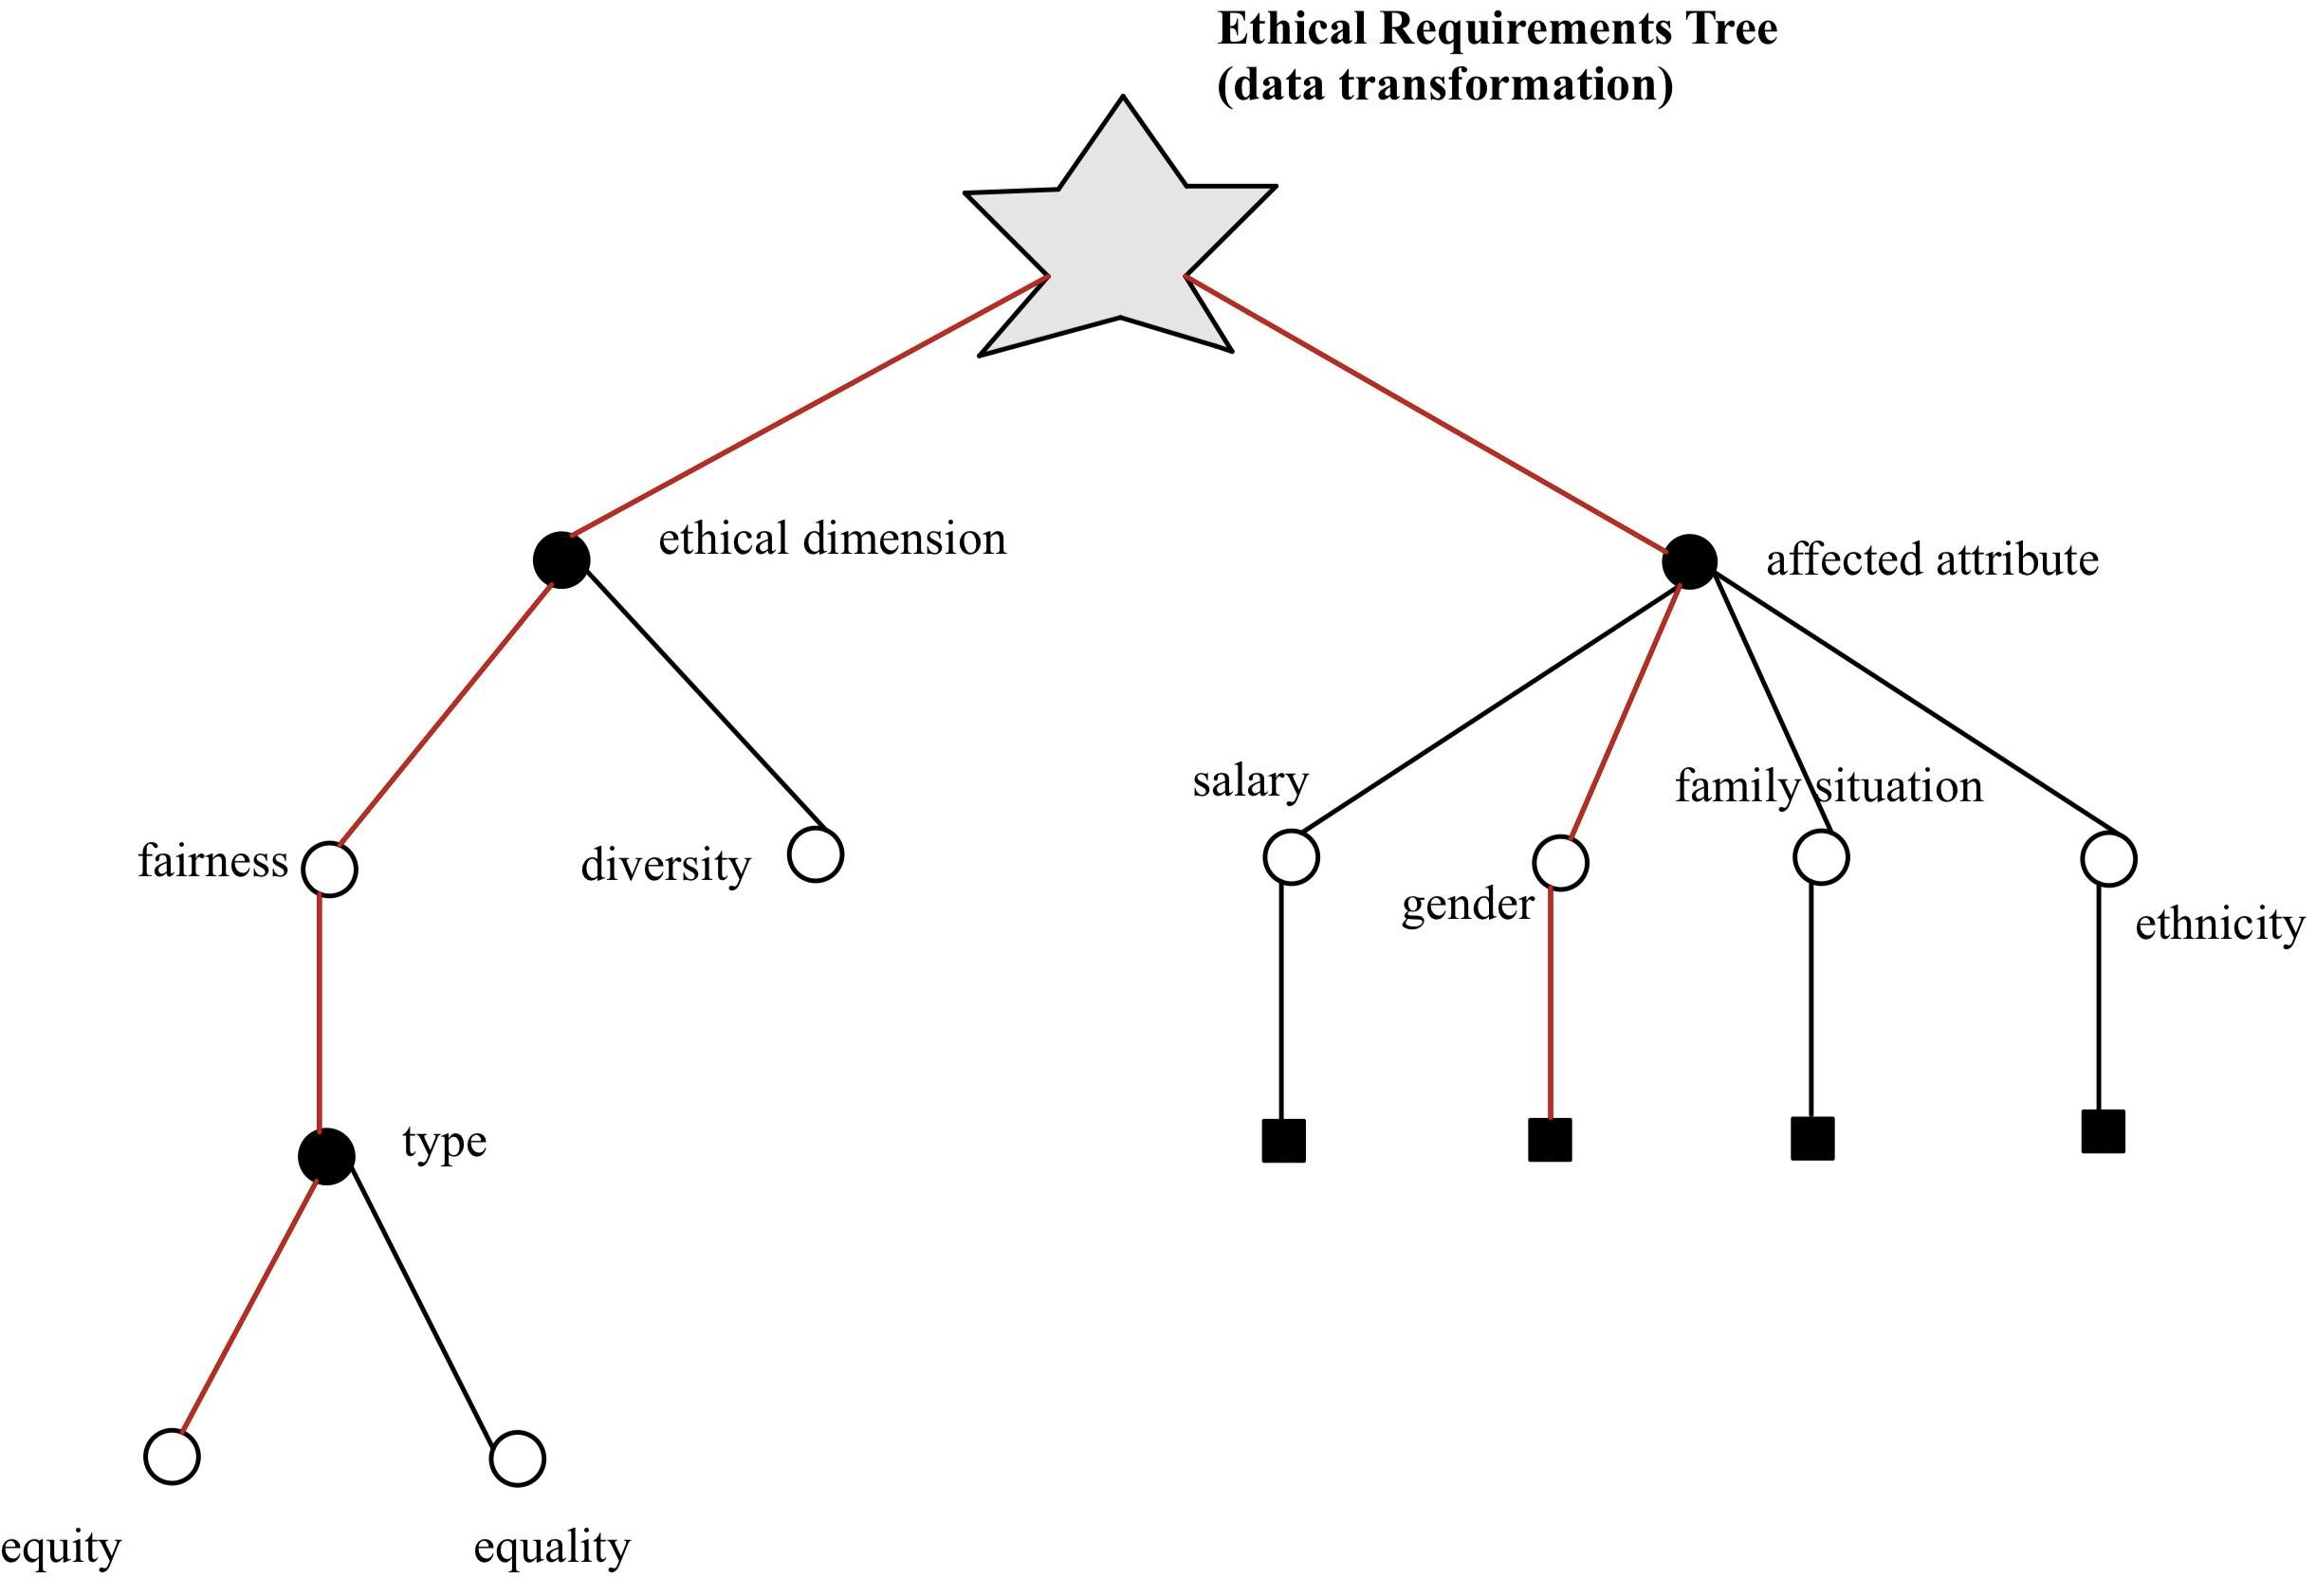 Ethical Requirements Tree
(data transformation)
ethical dimension
affected attribute
salary
family situation
fairness
diversity
gender
ethnicity
type
equity
equality